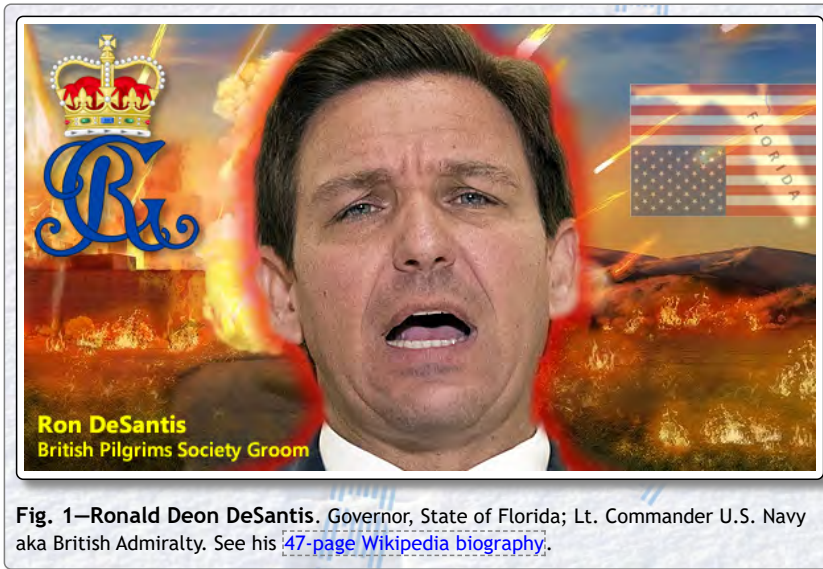 FLORIDA
Ron DeSantis
British Pilgrims Society Groom
Fig. 1—Ronald Deon DeSantis. Governor, State of Florida; Lt. Commander U.S. Navy
aka British Admiralty. See his 47-page Wikipedia biography.